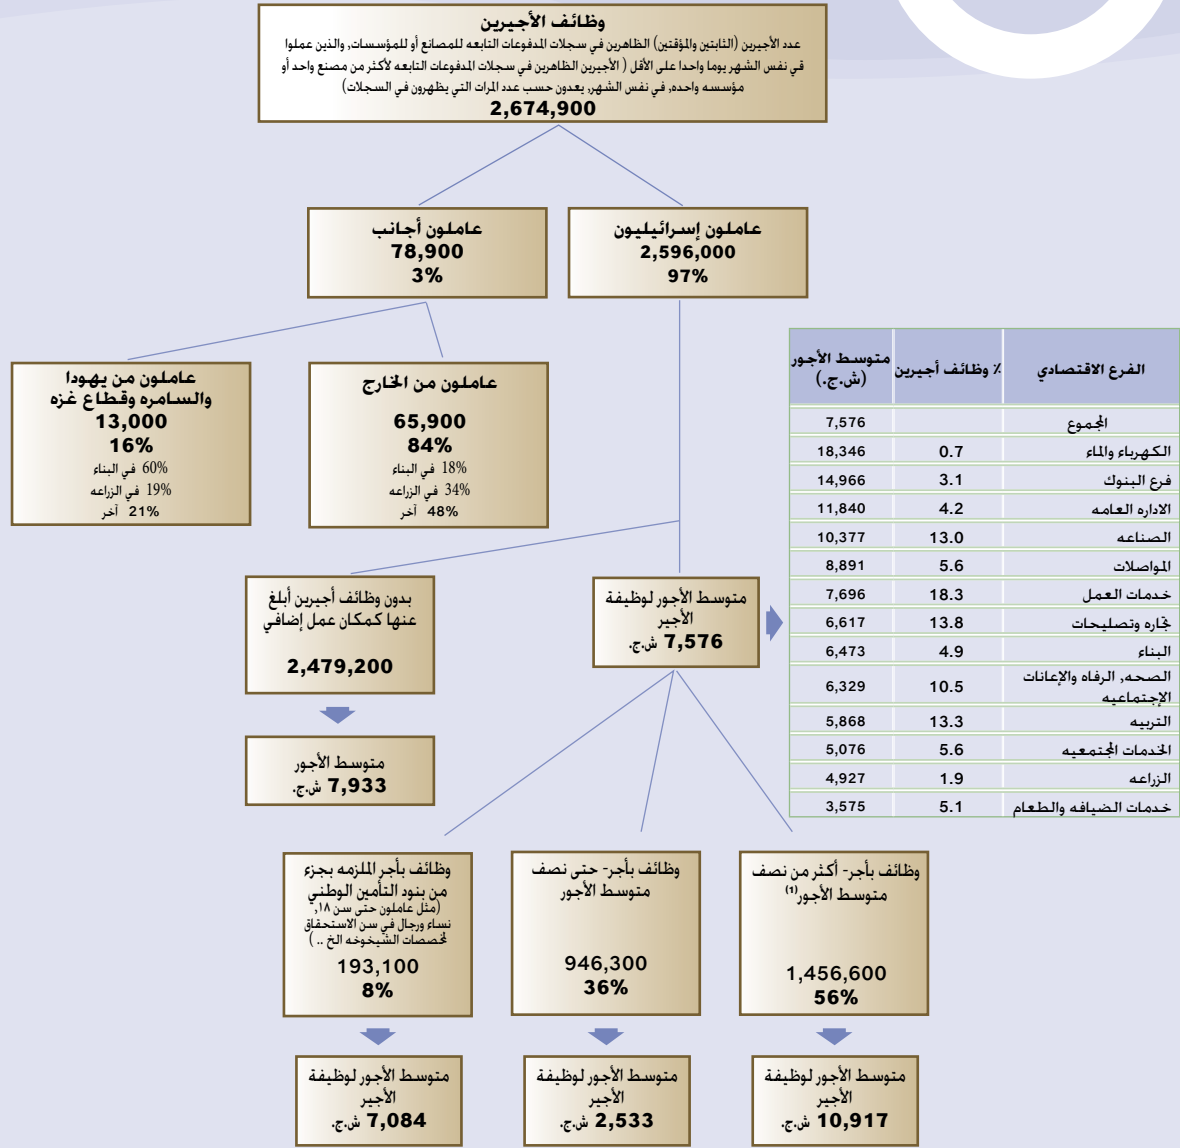 وظائف الأجيرين
عدد الأجيرين (الثابتين والمؤقتين) الظاهرين في سجلات المدفوعات التابعه للمصانع أو للمؤسسات, والذين عملوا
في نفس الشهر يوما واحدا على الأقل ( الأجيرين الظاهرين في سجلات المدفوعات التابعه لأكثر من مصنع واحد أو
مؤسسه واحده, في نفس الشهر, يعدون حسب عدد المرات التي يظهرون في السجلات)
2,674,900
عاملون إسرائيليون
2,596,000
97%
عاملون أجانب
78,900
3%
عاملون من الخارج
65,900
84%
18% في البناء
34% في الزراعه
48% آخر
عاملون من يهودا
والسامره وقطاع غزه
13,000
16%
60% في البناء
19% في الزراعه
21% آخر
الفرع الاقتصادي ٪ وظائف أجيرين متوسط الأجور (ش.ج.)
المجموع 7,576
الكهرباء والماء 0.7 18,346
فرع البنوك 3.1 14,966
الاداره العامه 4.2 11,840
الصناعه 13.0 10,377
المواصلات 5.6 8,891
خدمات العمل 18.3 7,696
تجاره وتصليحات 13.8 6,617
البناء 4.9 6,473
الصحه, الرفاه والإعانات
الإجتماعيه 10.5 6,329
التربيه 13.3 5,868
الخدمات المجتمعيه 5.6 5,076
الزراعه 1.9 4,927
خدمات الضيافه والطعام 5.1 3,575
متوسط الأجور لوظيفة
الأجير
7,576 ش.ج.
بدون وظائف أجيرين أبلغ
عنها كمكان عمل إضافي
2,479,200
متوسط الأجور
7,933 ش.ج.
وظائف بأجر- أكثر من نصف
متوسط الأجور(1)
1,456,600
56%
وظائف بأجر- حتى نصف
متوسط الأجور
946,300
36%
وظائف بأجر الملزمه بجزء
من بنود التأمين الوطني
(مثل عاملون حتى سن ١٨,
نساء ورجال في سن الاستحقاق
لمخصصات الشيخوخه الخ .. )
193,100
8%
متوسط الأجور لوظيفة
الأجير
10,917 ش.ج.
متوسط الأجور لوظيفة
الأجير
2,533 ش.ج.
متوسط الأجور لوظيفة
الأجير
7,084 ش.ج.